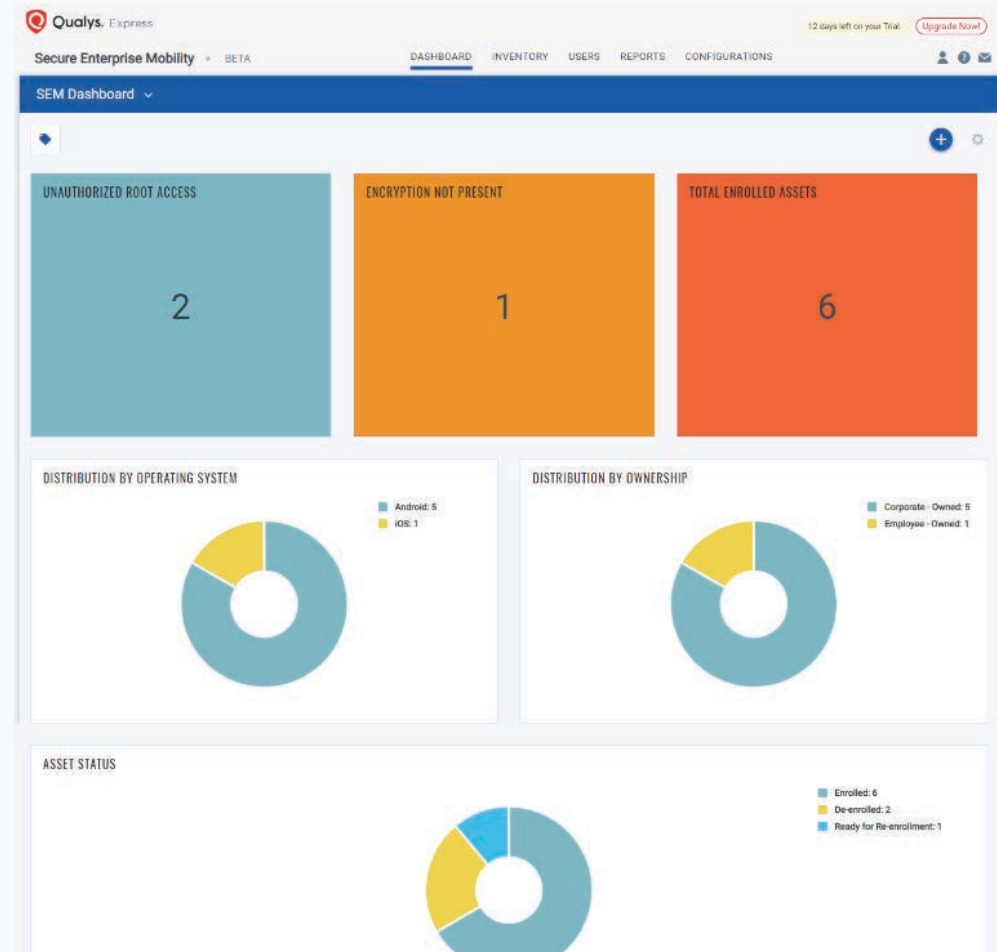 Qualys. Express
12 days left on your Trial. Upgrade Now!
Secure Enterprise Mobility BETA
DASHBOARD INVENTORY USERS REPORTS CONFIGURATIONS
SEM Dashboard
UNAUTHORIZED ROOT ACCESS
2
ENCRYPTION NOT PRESENT
1
TOTAL ENROLLED ASSETS
6
DISTRIBUTION BY OPERATING SYSTEM
Android: 5
iOS: 1
DISTRIBUTION BY OWNERSHIP
Corporate - Owned: 5
Employee - Owned: 1
ASSET STATUS
Enrolled: 6
De-enrolled: 2
Ready for Re-enrollment: 1